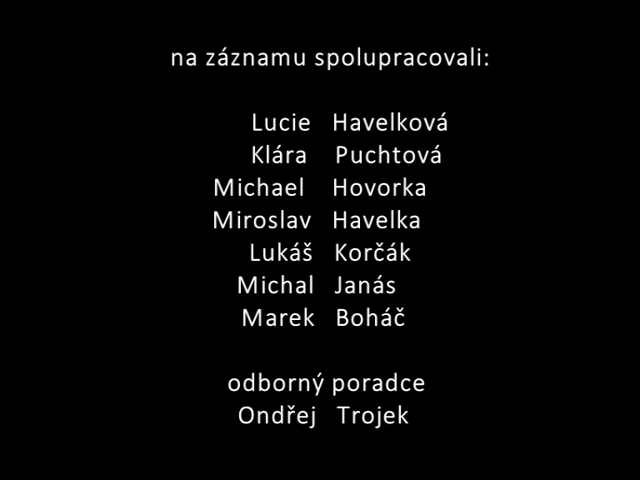 na záznamu spolupracovali:
Lucie Havelková
Klára Puchtová
Michael Hovorka
Miroslav Havelka
Lukáš Korčák
Michal Janás
Marek Boháč
odborný poradce
Ondřej Trojek